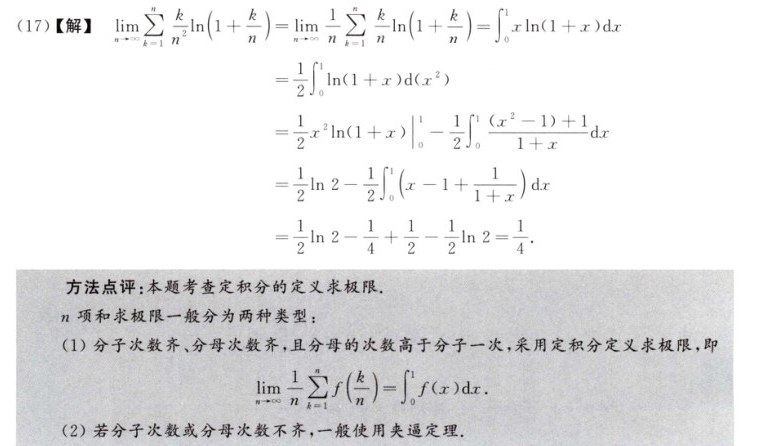 (17)【解】 lim_{n→∞} ∑_{k=1}^{n} k/n² ln(1 + k/n) = lim_{n→∞} 1/n ∑_{k=1}^{n} k/n ln(1 + k/n) = ∫_0^1 x ln(1 + x)dx
= 1/2 ∫_0^1 ln(1 + x)d(x²)
= 1/2 x² ln(1 + x) |_0^1 − 1/2 ∫_0^1 ((x² − 1) + 1)/(1 + x) dx
= 1/2 ln 2 − 1/2 ∫_0^1 (x − 1 + 1/(1 + x)) dx
= 1/2 ln 2 − 1/4 + 1/2 − 1/2 ln 2 = 1/4.
方法点评:本题考查定积分的定义求极限.
n 项和求极限一般分为两种类型:
(1) 分子次数齐、分母次数齐,且分母的次数高于分子一次,采用定积分定义求极限,即
lim_{n→∞} 1/n ∑_{k=1}^{n} f(k/n) = ∫_0^1 f(x)dx.
(2) 若分子次数或分母次数不齐,一般使用夹逼定理.